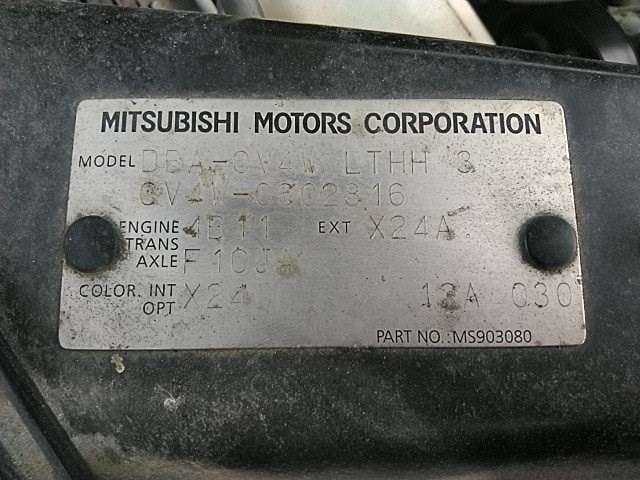 MITSUBISHI MOTORS CORPORATION
MODEL DBA-CV4W LTHH 3
CV4W-0302816
ENGINE 4B11 EXT X24A
TRANS
AXLE F1CJ
COLOR. INT X24
OPT 12A 030
PART NO.:MS903080